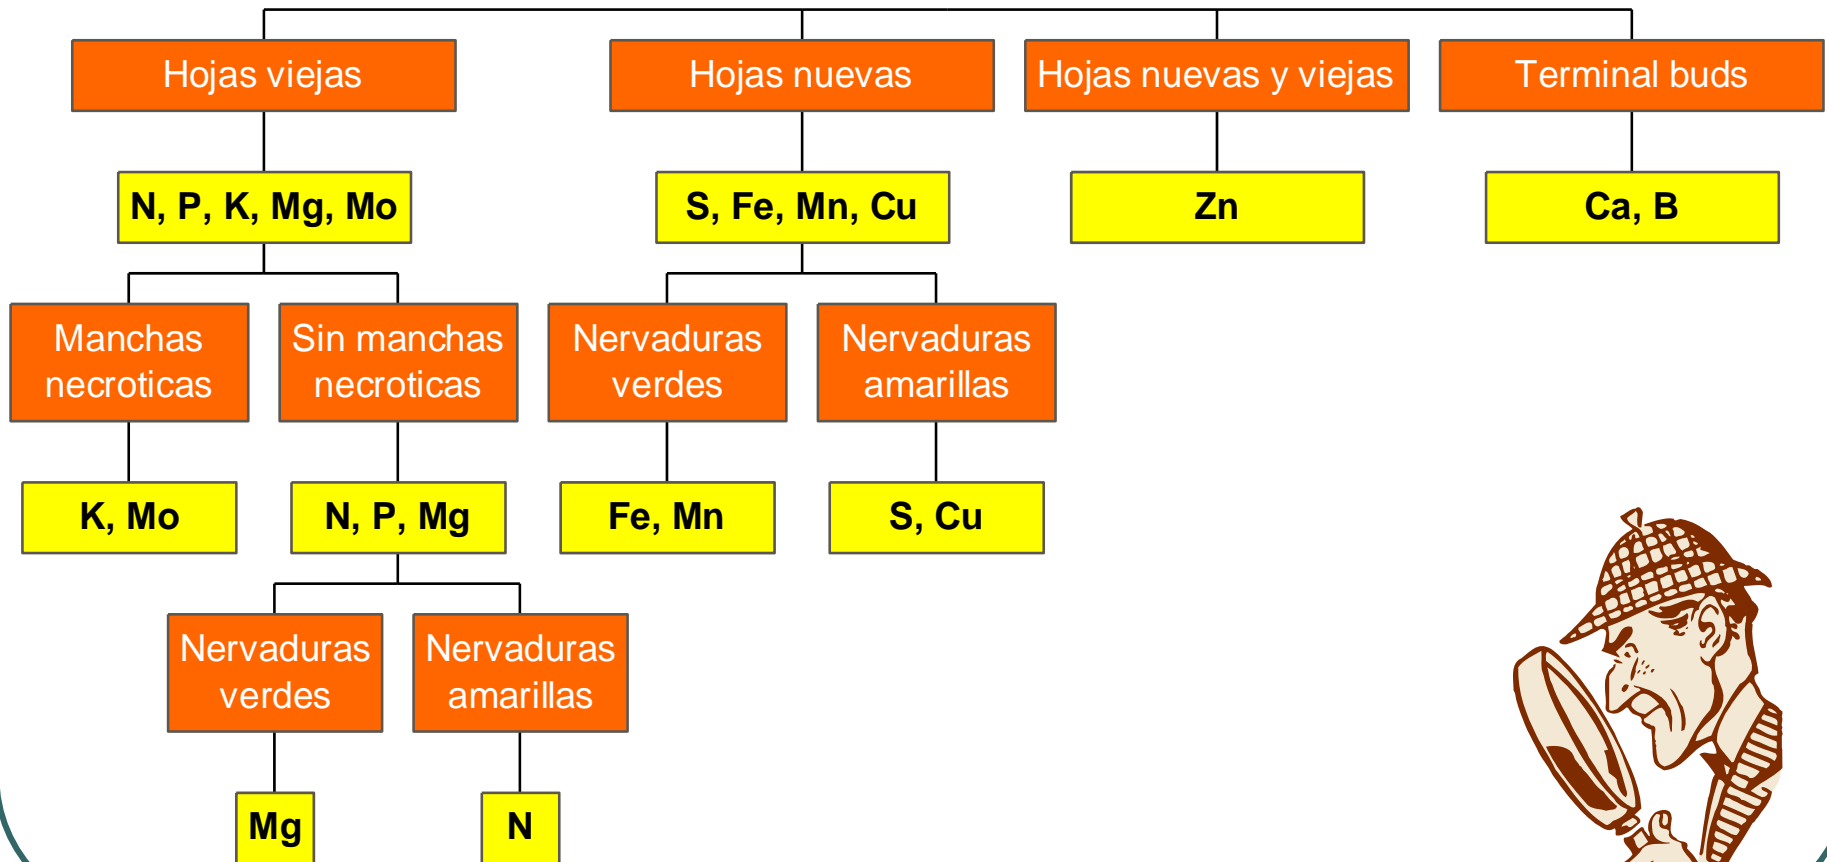 Hojas viejas
Hojas nuevas
Hojas nuevas y viejas
Terminal buds
N, P, K, Mg, Mo
S, Fe, Mn, Cu
Zn
Ca, B
Manchas
necroticas
Sin manchas
necroticas
Nervaduras
verdes
Nervaduras
amarillas
K, Mo
N, P, Mg
Fe, Mn
S, Cu
Nervaduras
verdes
Nervaduras
amarillas
Mg
N